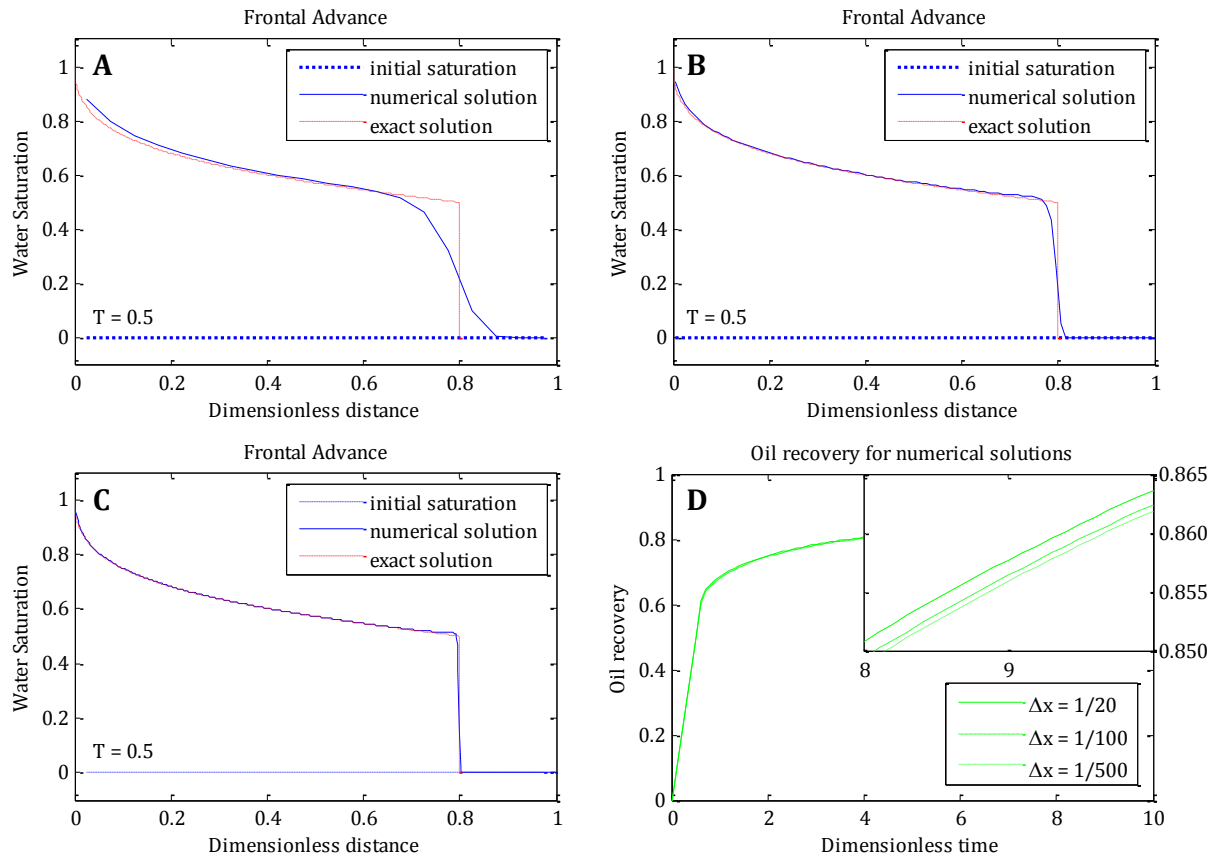 Frontal Advance
A
initial saturation
numerical solution
exact solution
Water Saturation
1
0.8
0.6
0.4
0.2
0
T = 0.5
0 0.2 0.4 0.6 0.8 1
Dimensionless distance
Frontal Advance
B
initial saturation
numerical solution
exact solution
Water Saturation
1
0.8
0.6
0.4
0.2
0
T = 0.5
0 0.2 0.4 0.6 0.8 1
Dimensionless distance
Frontal Advance
C
initial saturation
numerical solution
exact solution
Water Saturation
1
0.8
0.6
0.4
0.2
0
T = 0.5
0 0.2 0.4 0.6 0.8 1
Dimensionless distance
Oil recovery for numerical solutions
D
Oil recovery
1
0.8
0.6
0.4
0.2
0
0.865
0.860
0.855
0.850
8 9
Δx = 1/20
Δx = 1/100
Δx = 1/500
0 2 4 6 8 10
Dimensionless time